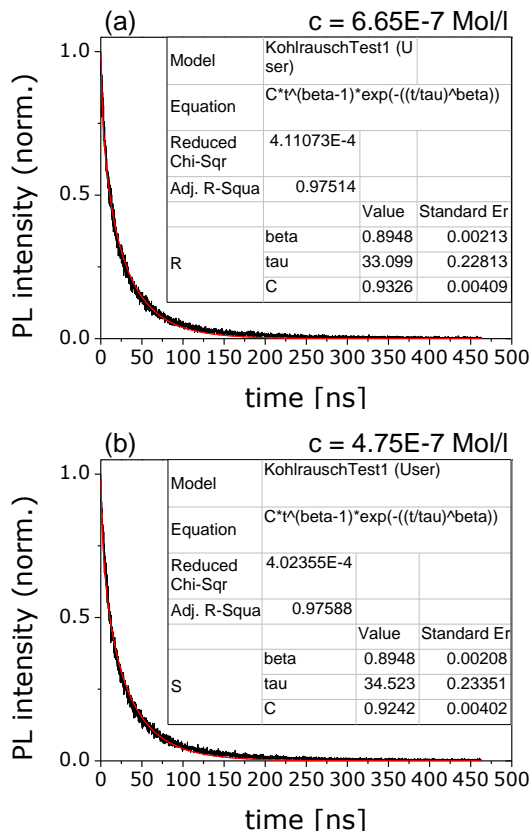 (a)
c = 6.65E-7 Mol/l
PL intensity (norm.)
1.0
0.5
0.0
Model
KohlrauschTest1 (U
ser)
Equation
C*t^(beta-1)*exp(-((t/tau)^beta))
Reduced
Chi-Sqr
4.11073E-4
Adj. R-Squa
0.97514
Value
Standard Er
R
beta
0.8948
0.00213
tau
33.099
0.22813
C
0.9326
0.00409
0
50
100
150
200
250
300
350
400
450
500
time [ns]
(b)
c = 4.75E-7 Mol/l
PL intensity (norm.)
1.0
0.5
0.0
Model
KohlrauschTest1 (User)
Equation
C*t^(beta-1)*exp(-((t/tau)^beta))
Reduced
Chi-Sqr
4.02355E-4
Adj. R-Squa
0.97588
Value
Standard Er
S
beta
0.8948
0.00208
tau
34.523
0.23351
C
0.9242
0.00402
0
50
100
150
200
250
300
350
400
450
500
time [ns]